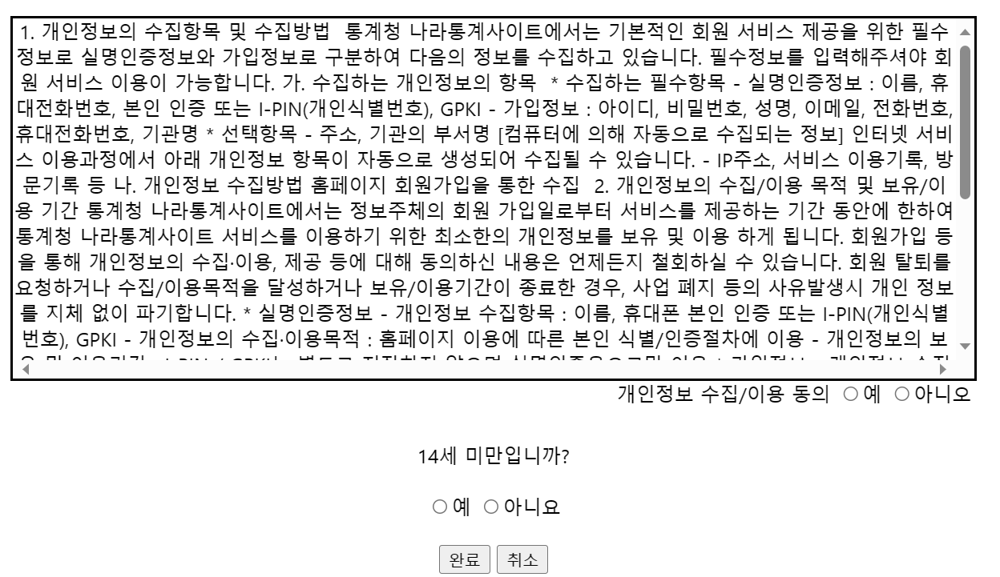 1. 개인정보의 수집항목 및 수집방법  통계청 나라통계사이트에서는 기본적인 회원 서비스 제공을 위한 필수
정보로 실명인증정보와 가입정보로 구분하여 다음의 정보를 수집하고 있습니다. 필수정보를 입력해주셔야 회
원 서비스 이용이 가능합니다. 가. 수집하는 개인정보의 항목  * 수집하는 필수항목 - 실명인증정보 : 이름, 휴
대전화번호, 본인 인증 또는 I-PIN(개인식별번호), GPKI - 가입정보 : 아이디, 비밀번호, 성명, 이메일, 전화번호,
휴대전화번호, 기관명 * 선택항목 - 주소, 기관의 부서명 [컴퓨터에 의해 자동으로 수집되는 정보] 인터넷 서비
스 이용과정에서 아래 개인정보 항목이 자동으로 생성되어 수집될 수 있습니다. - IP주소, 서비스 이용기록, 방
문기록 등 나. 개인정보 수집방법 홈페이지 회원가입을 통한 수집  2. 개인정보의 수집/이용 목적 및 보유/이
용 기간 통계청 나라통계사이트에서는 정보주체의 회원 가입일로부터 서비스를 제공하는 기간 동안에 한하여
통계청 나라통계사이트 서비스를 이용하기 위한 최소한의 개인정보를 보유 및 이용 하게 됩니다. 회원가입 등
을 통해 개인정보의 수집·이용, 제공 등에 대해 동의하신 내용은 언제든지 철회하실 수 있습니다. 회원 탈퇴를
요청하거나 수집/이용목적을 달성하거나 보유/이용기간이 종료한 경우, 사업 폐지 등의 사유발생시 개인 정보
를 지체 없이 파기합니다. * 실명인증정보 - 개인정보 수집항목 : 이름, 휴대폰 본인 인증 또는 I-PIN(개인식별
번호), GPKI - 개인정보의 수집·이용목적 : 홈페이지 이용에 따른 본인 식별/인증절차에 이용 - 개인정보의 보
개인정보 수집/이용 동의 예 아니오
14세 미만입니까?
예 아니요
완료 취소